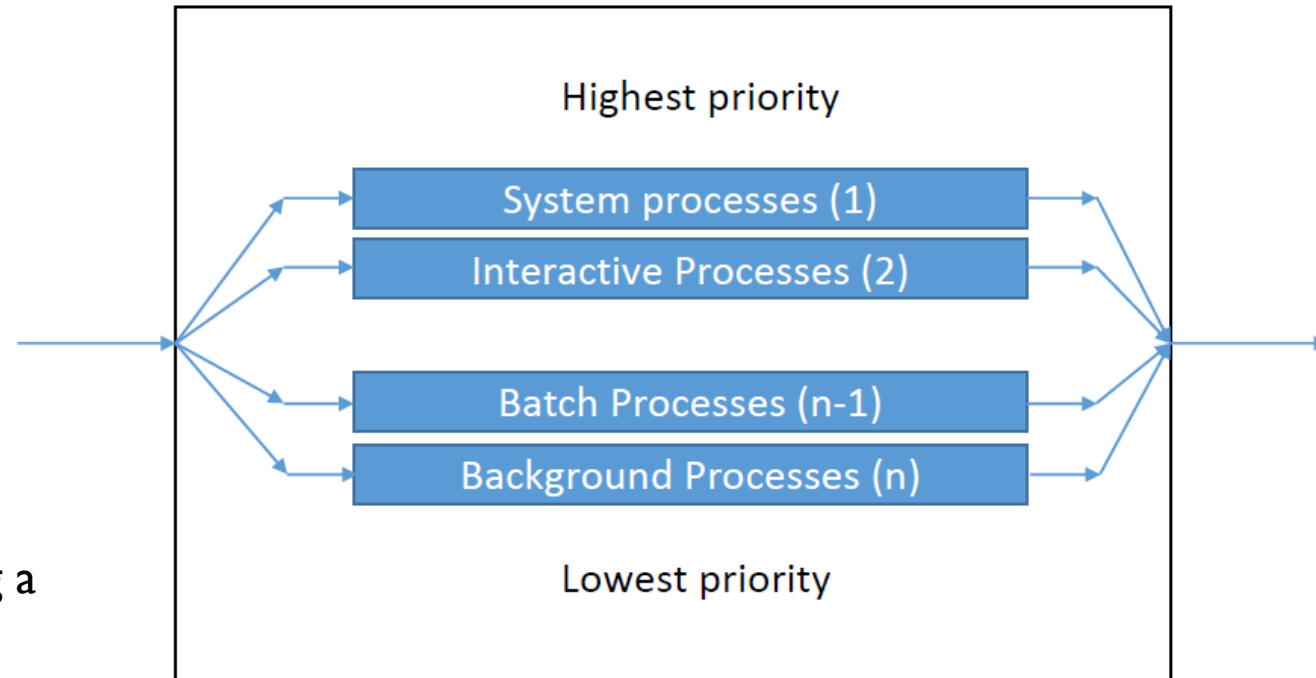 Highest priority
System processes (1)
Interactive Processes (2)
Batch Processes (n-1)
Background Processes (n)
g a
Lowest priority